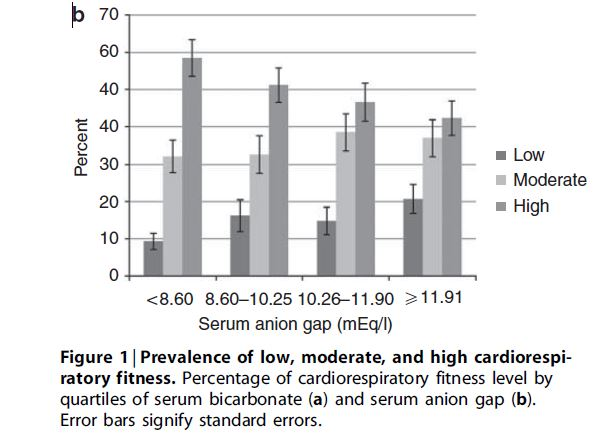 b
70
60
40
40
30
20
10
0
Percent
Low
Moderate
High
<8.60 8.60–10.25 10.26–11.90 ⩾11.91
Serum anion gap (mEq/l)
Figure 1 | Prevalence of low, moderate, and high cardiorespi-
ratory fitness. Percentage of cardiorespiratory fitness level by
quartiles of serum bicarbonate (a) and serum anion gap (b).
Error bars signify standard errors.